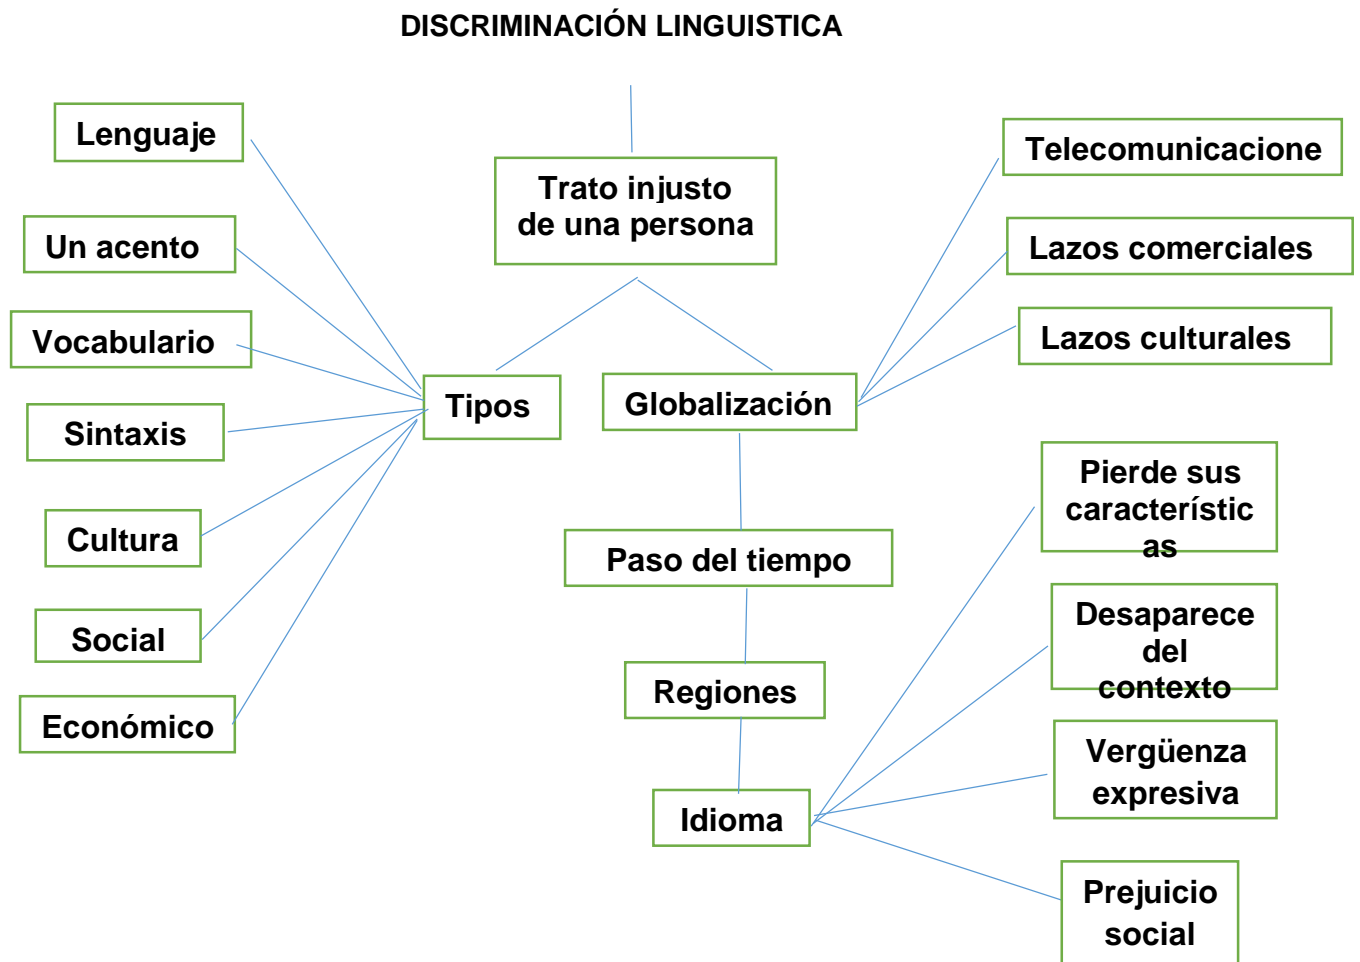 DISCRIMINACIÓN LINGUISTICA
Lenguaje
Un acento
Vocabulario
Sintaxis
Cultura
Social
Económico
Trato injusto
de una persona
Tipos
Globalización
Paso del tiempo
Regiones
Idioma
Telecomunicacione
Lazos comerciales
Lazos culturales
Pierde sus
característic
as
Desaparece
del
contexto
Vergüenza
expresiva
Prejuicio
social